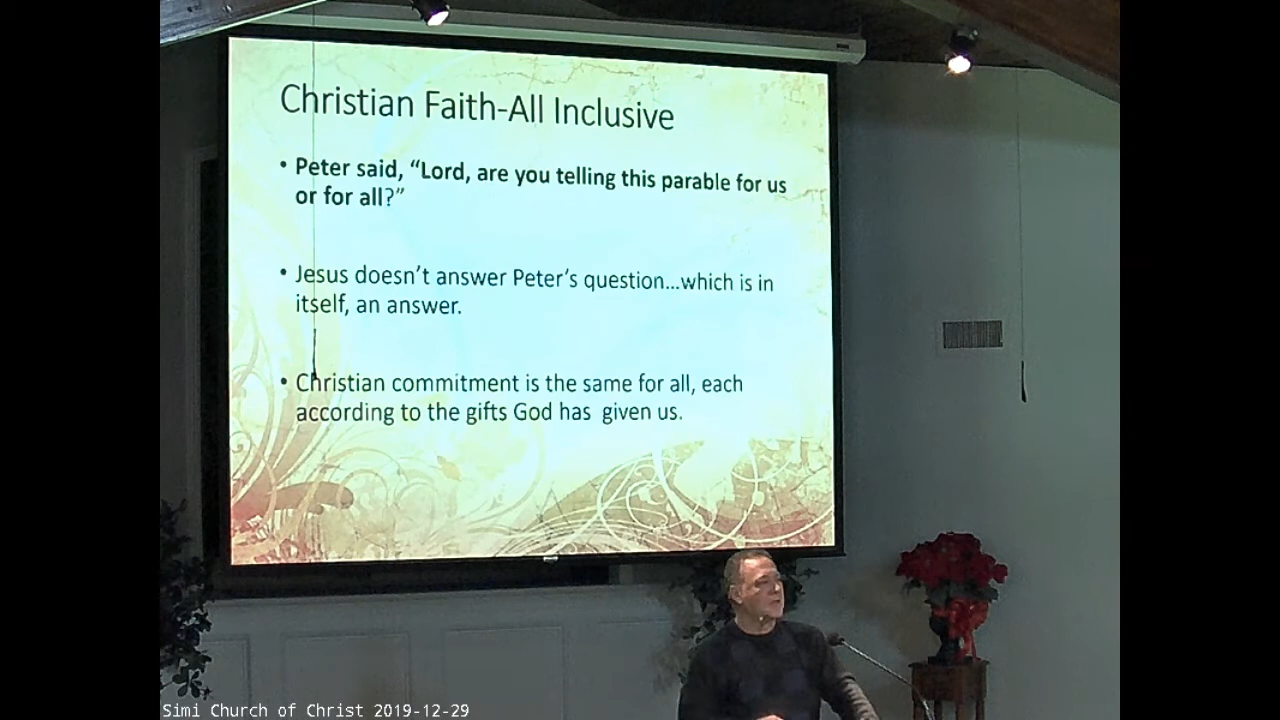 Christian Faith-All Inclusive
• Peter said, “Lord, are you telling this parable for us
or for all?”
• Jesus doesn’t answer Peter’s question...which is in
itself, an answer.
• Christian commitment is the same for all, each
according to the gifts God has  given us.
Simi Church of Christ 2019-12-29